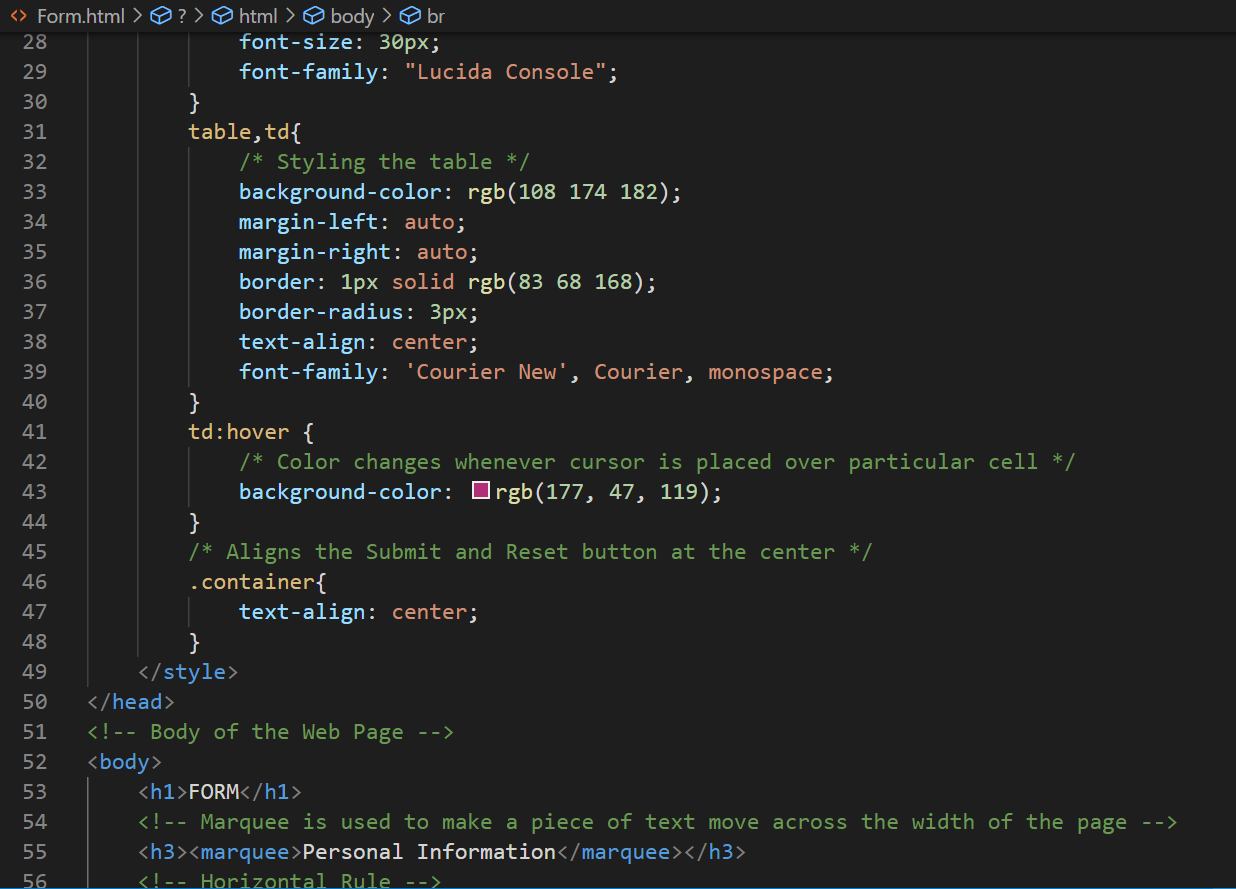 Form.html > ? > html > body > br
28 font-size: 30px;
29 font-family: "Lucida Console";
30 }
31 table,td{
32 /* Styling the table */
33 background-color: rgb(108 174 182);
34 margin-left: auto;
35 margin-right: auto;
36 border: 1px solid rgb(83 68 168);
37 border-radius: 3px;
38 text-align: center;
39 font-family: 'Courier New', Courier, monospace;
40 }
41 td:hover {
42 /* Color changes whenever cursor is placed over particular cell */
43 background-color: rgb(177, 47, 119);
44 }
45 /* Aligns the Submit and Reset button at the center */
46 .container{
47 text-align: center;
48 }
49 </style>
50 </head>
51 <!-- Body of the Web Page -->
52 <body>
53 <h1>FORM</h1>
54 <!-- Marquee is used to make a piece of text move across the width of the page -->
55 <h3><marquee>Personal Information</marquee></h3>
56 <!-- Horizontal Rule -->